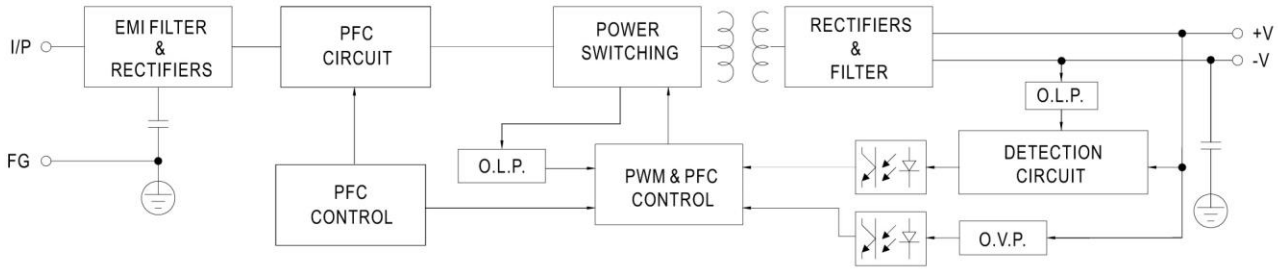 I/P
EMI FILTER
&
RECTIFIERS
PFC
CIRCUIT
POWER
SWITCHING
RECTIFIERS
&
FILTER
+V
-V
O.L.P.
FG
O.L.P.
PFC
CONTROL
PWM & PFC
CONTROL
DETECTION
CIRCUIT
O.V.P.